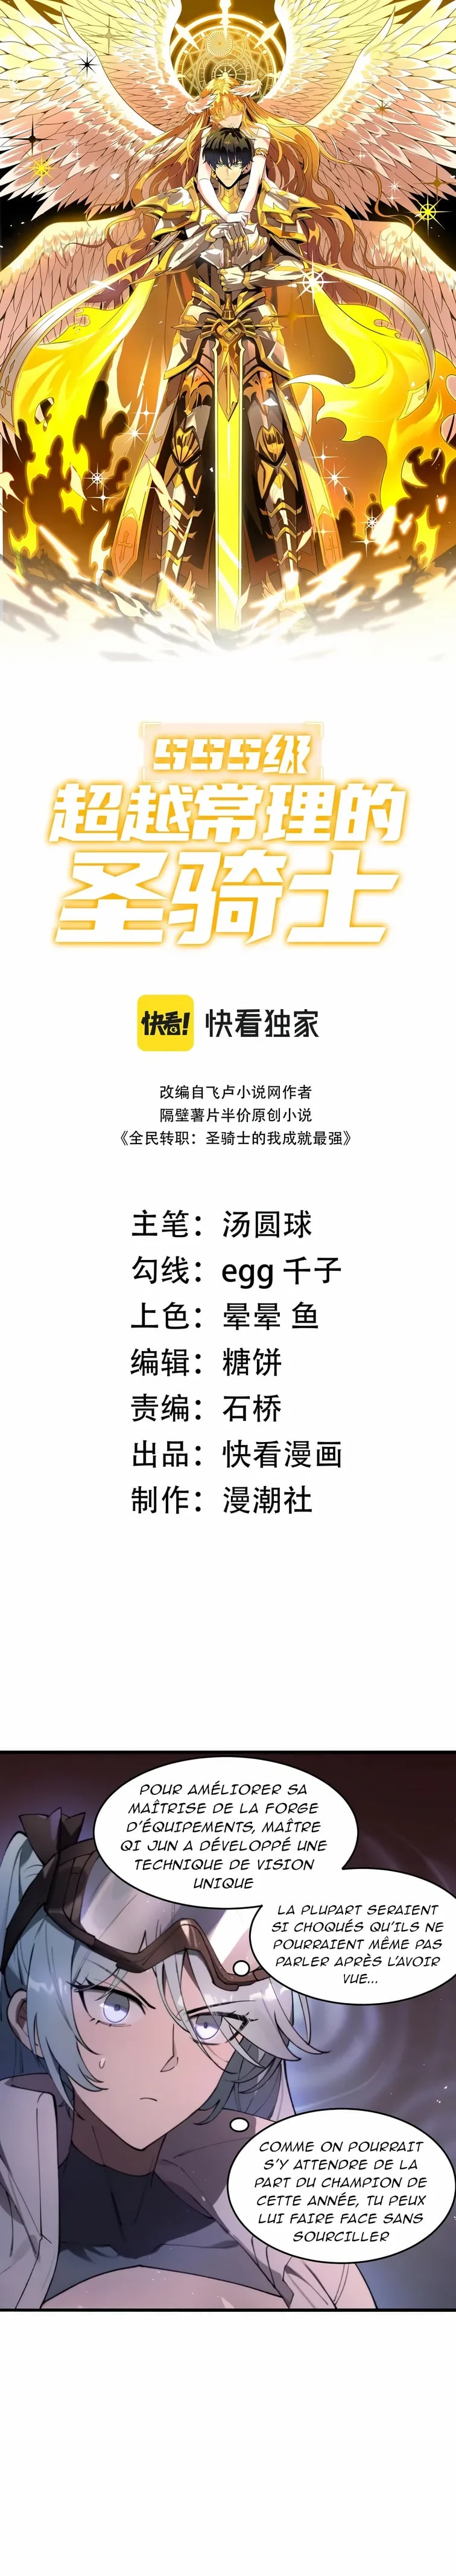 SSS级
超越常理的
圣骑士
快看!
快看独家
改编自飞卢小说网作者
隔壁薯片半价原创小说
《全民转职：圣骑士的我成就最强》
主笔：汤圆球
勾线：egg 千子
上色：晕晕 鱼
编辑：糖饼
责编：石桥
出品：快看漫画
制作：漫潮社
POUR AMÉLIORER SA
MAÎTRISE DE LA FORGE
D'ÉQUIPEMENTS, MAÎTRE
QI JUN A DÉVELOPPÉ UNE
TECHNIQUE DE VISION
UNIQUE
LA PLUPART SERAIENT
SI CHOQUÉS QU'ILS NE
POURRAIENT MÊME PAS
PARLER APRÈS L'AVOIR
VUE...
COMME ON POURRAIT
S'Y ATTENDRE DE LA
PART DU CHAMPION DE
CETTE ANNÉE, TU PEUX
LUI FAIRE FACE SANS
SOURCILLER